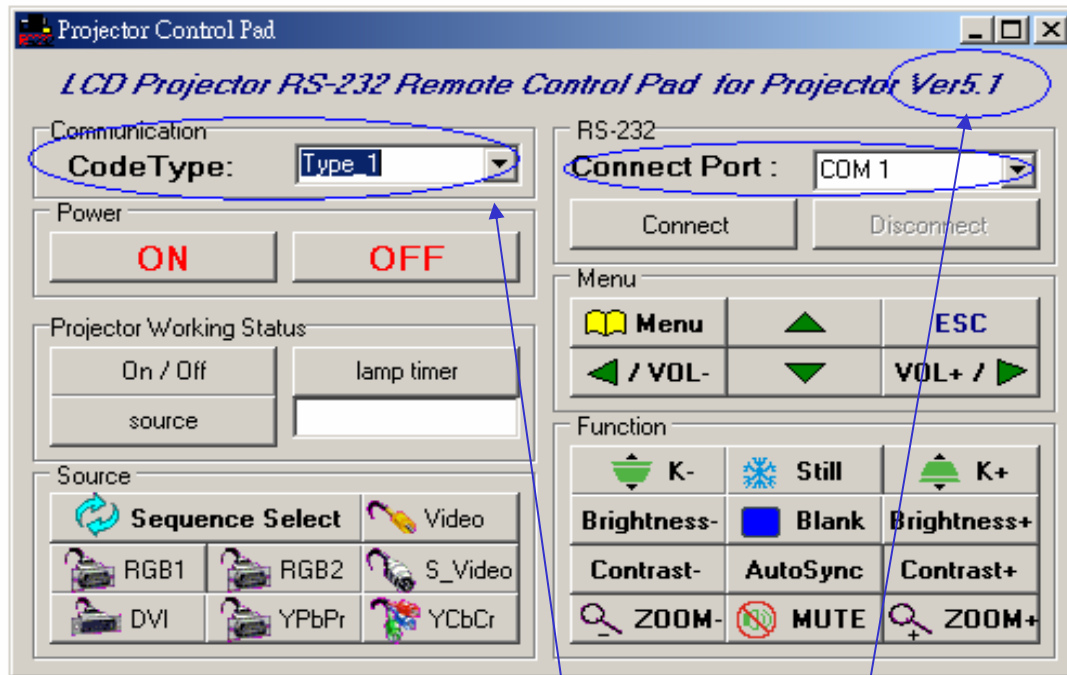 Projector Control Pad
LCD Projector RS-232 Remote Control Pad for Projector Ver5.1
Communication
CodeType: Type_1
Power
ON OFF
Projector Working Status
On / Off lamp timer
source
Source
Sequence Select Video
RGB1 RGB2 S_Video
DVI YPbPr YCbCr
RS-232
Connect Port : COM 1
Connect Disconnect
Menu
Menu ESC
/ VOL- VOL+ /
Function
K- Still K+
Brightness- Blank Brightness+
Contrast- AutoSync Contrast+
ZOOM- MUTE ZOOM+